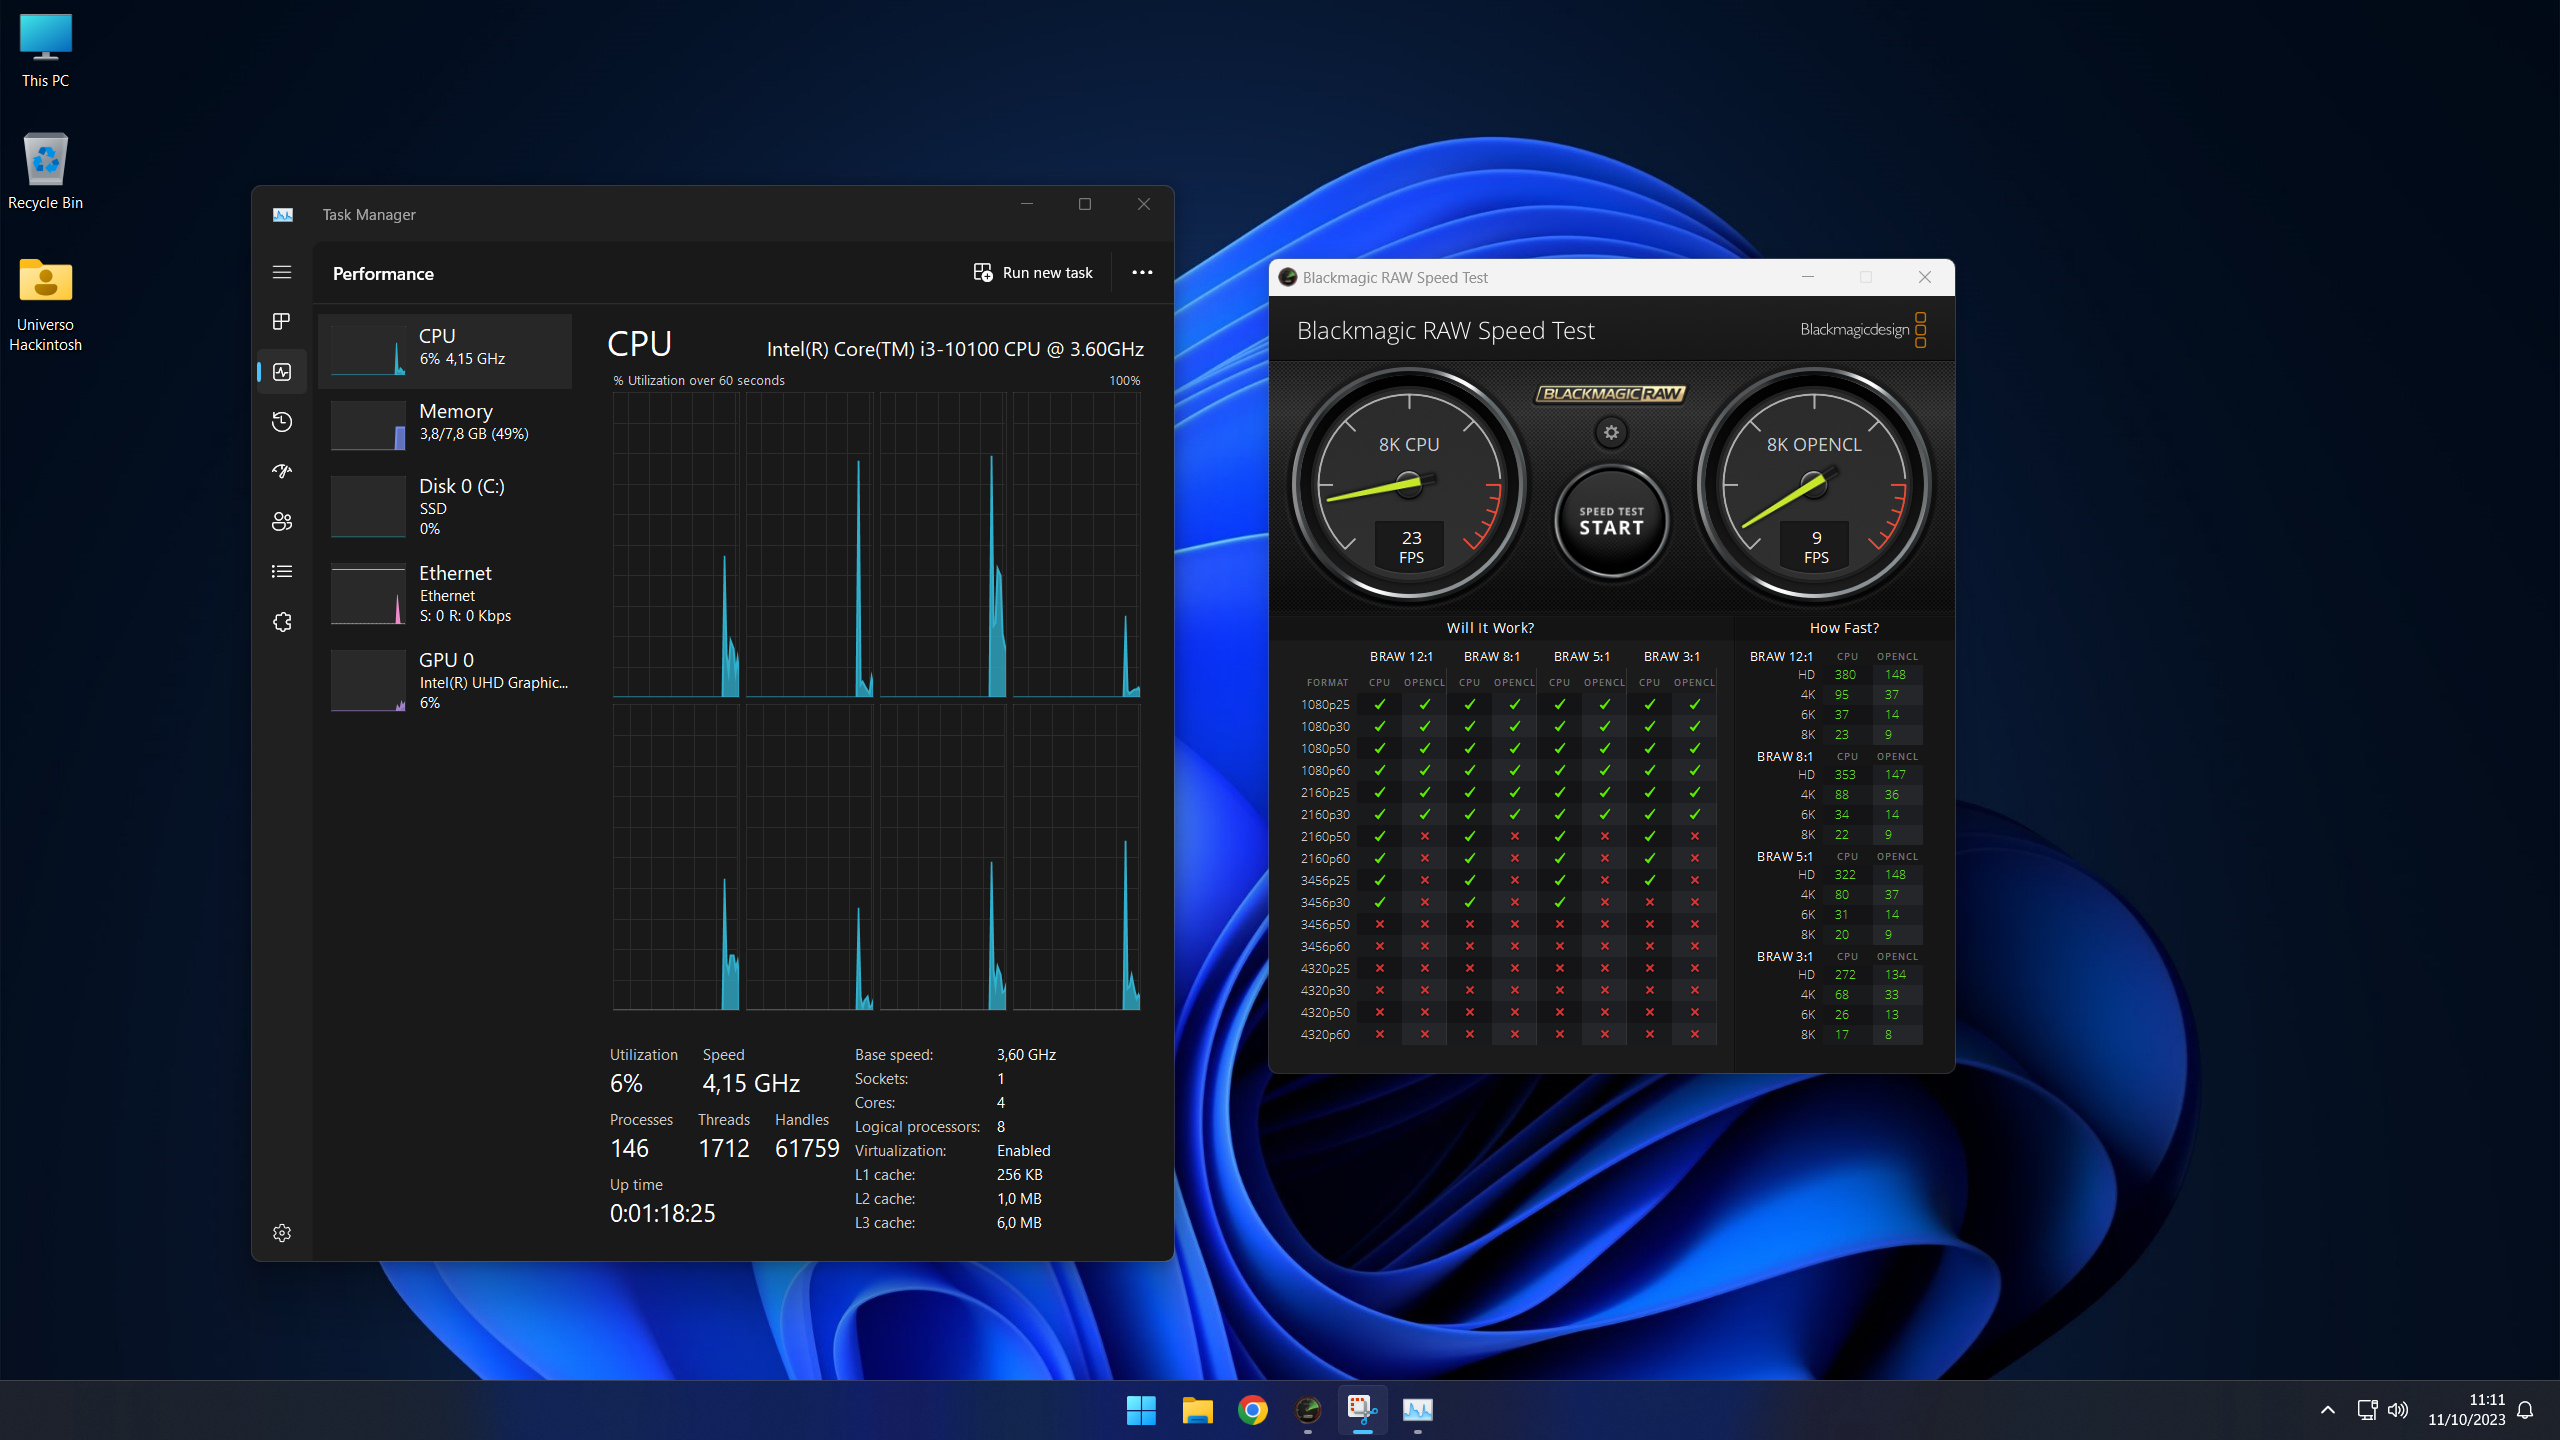 This PC
Recycle Bin
Universo
Hackintosh
Task Manager
Performance
Run new task
CPU
6% 4,15 GHz
Memory
3,8/7,8 GB (49%)
Disk 0 (C:)
SSD
0%
Ethernet
Ethernet
S: 0 R: 0 Kbps
GPU 0
Intel(R) UHD Graphic...
6%
CPU
Intel(R) Core(TM) i3-10100 CPU @ 3.60GHz
% Utilization over 60 seconds 100%
Utilization Speed
6% 4,15 GHz
Processes Threads Handles
146 1712 61759
Up time
0:01:18:25
Base speed: 3,60 GHz
Sockets: 1
Cores: 4
Logical processors: 8
Virtualization: Enabled
L1 cache: 256 KB
L2 cache: 1,0 MB
L3 cache: 6,0 MB
Blackmagic RAW Speed Test
Blackmagic RAW Speed Test
Blackmagicdesign
BLACKMAGIC RAW
8K CPU
23
FPS
SPEED TEST
START
8K OPENCL
9
FPS
Will It Work?
BRAW 12:1 BRAW 8:1 BRAW 5:1 BRAW 3:1
FORMAT CPU OPENCL CPU OPENCL CPU OPENCL CPU OPENCL
1080p25
1080p30
1080p50
1080p60
2160p25
2160p30
2160p50
2160p60
3456p25
3456p30
3456p50
3456p60
4320p25
4320p30
4320p50
4320p60
How Fast?
BRAW 12:1 CPU OPENCL
HD 380 148
4K 95 37
6K 37 14
8K 23 9
BRAW 8:1 CPU OPENCL
HD 353 147
4K 88 36
6K 34 14
8K 22 9
BRAW 5:1 CPU OPENCL
HD 322 148
4K 80 37
6K 31 14
8K 20 9
BRAW 3:1 CPU OPENCL
HD 272 134
4K 68 33
6K 26 13
8K 17 8
11:11
11/10/2023